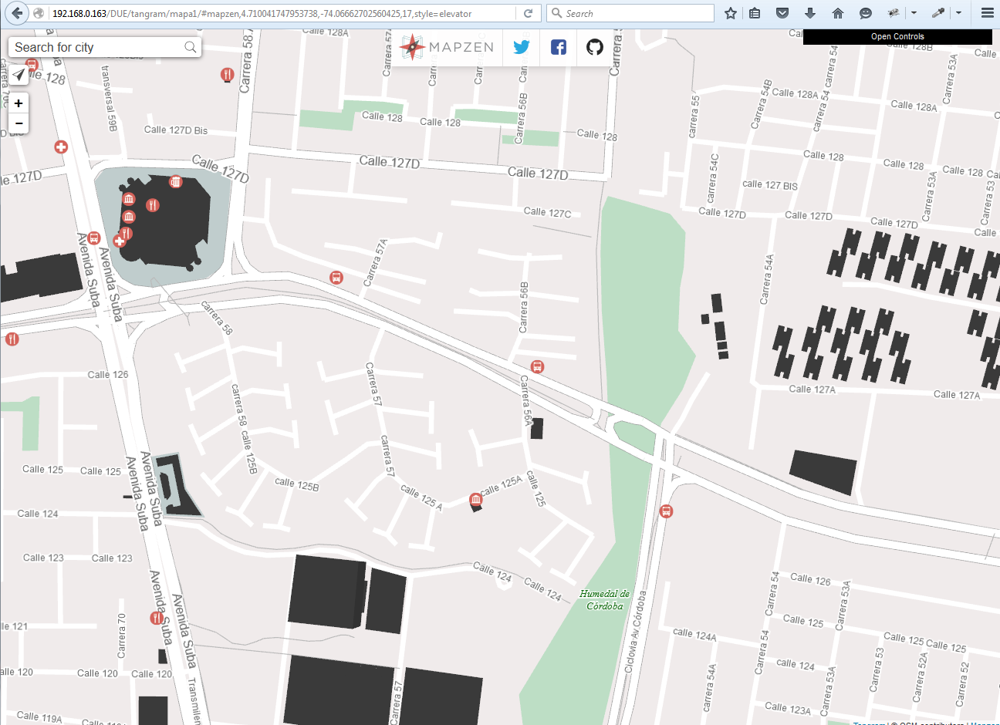 192.168.0.163/DUE/tangram/mapa1/#mapzen,4.710041747953738,-74.06662702560425,17,style=elevator
Search
Search for city
+
−
MAPZEN
Open Controls
Calle 128A
Carrera 58A
Carrera 56B
Calle 128B
Carrera 53A
Calle
Carrera 70C
transversal 59B
Calle 127D Bis
Calle 128
Calle 128
Calle 128
Carrera 55
Carrera 54B
Calle 128A
Carrera 54
Calle 128A
Calle 127D
Calle 127D
Calle 127D
Carrera 54C
Calle 128
Calle 128
Calle 128
calle 127 BIS
Carrera 53A
Carrera 53
Calle 127C
Calle 127D
Calle 127D
Calle 127D
Avenida Suba
Avenida Suba
Carrera 57A
Carrera 56B
Carrera 54A
carrera 58
Calle 126
Carrera 57
Carrera 56A
Calle 127A
Calle 127A
carrera 58
calle 125B
carrera 57
Calle 125
Calle 125
Avenida Suba
Avenida Suba
calle 125B
calle 125 A
calle 125A
calle 125
Calle 124
Calle 123
Calle 123
Calle 124
Calle 124
Humedal de
Córdoba
Ciclovia Av Córdoba
Carrera 54
Calle 126
Carrera 53A
Avenida Suba
Avenida Suba
Carrera 70
calle 124A
Calle 125
Calle 125
Calle 125
Carrera 54
calle 124
Carrera 53
Carrera 52A
Carrera 52
Calle 120
Calle 120
Carrera 57
carrera 54A
Carrera 53A
Calle 123A
Calle 119A
Tangram | © OSM contributors | Mapzen